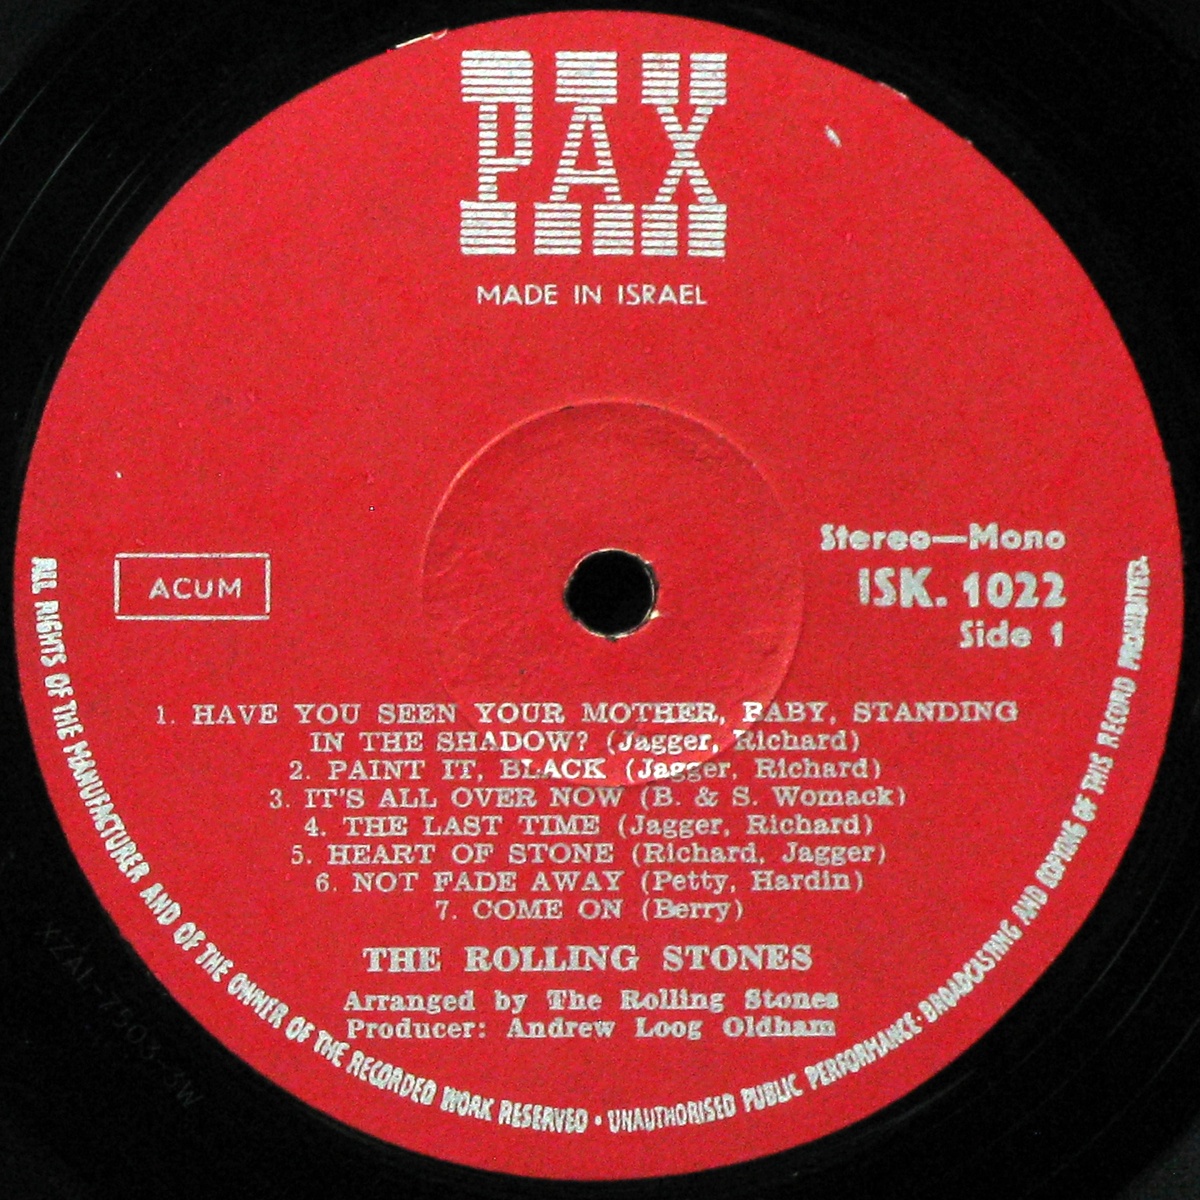 PAX
MADE IN ISRAEL
Stereo—Mono
ACUM
ISK. 1022
Side 1
1. HAVE YOU SEEN YOUR MOTHER, BABY, STANDING
IN THE SHADOW? (Jagger, Richard)
2. PAINT IT, BLACK (Jagger, Richard)
3. IT'S ALL OVER NOW (B. & S. Womack)
4. THE LAST TIME (Jagger, Richard)
5. HEART OF STONE (Richard, Jagger)
6. NOT FADE AWAY (Petty, Hardin)
7. COME ON (Berry)
THE ROLLING STONES
Arranged by The Rolling Stones
Producer: Andrew Loog Oldham
ALL RIGHTS OF THE MANUFACTURER AND OF THE OWNER OF THE RECORDED WORK RESERVED • UNAUTHORISED PUBLIC PERFORMANCE • BROADCASTING AND COPYING OF THIS RECORD PROHIBITED.